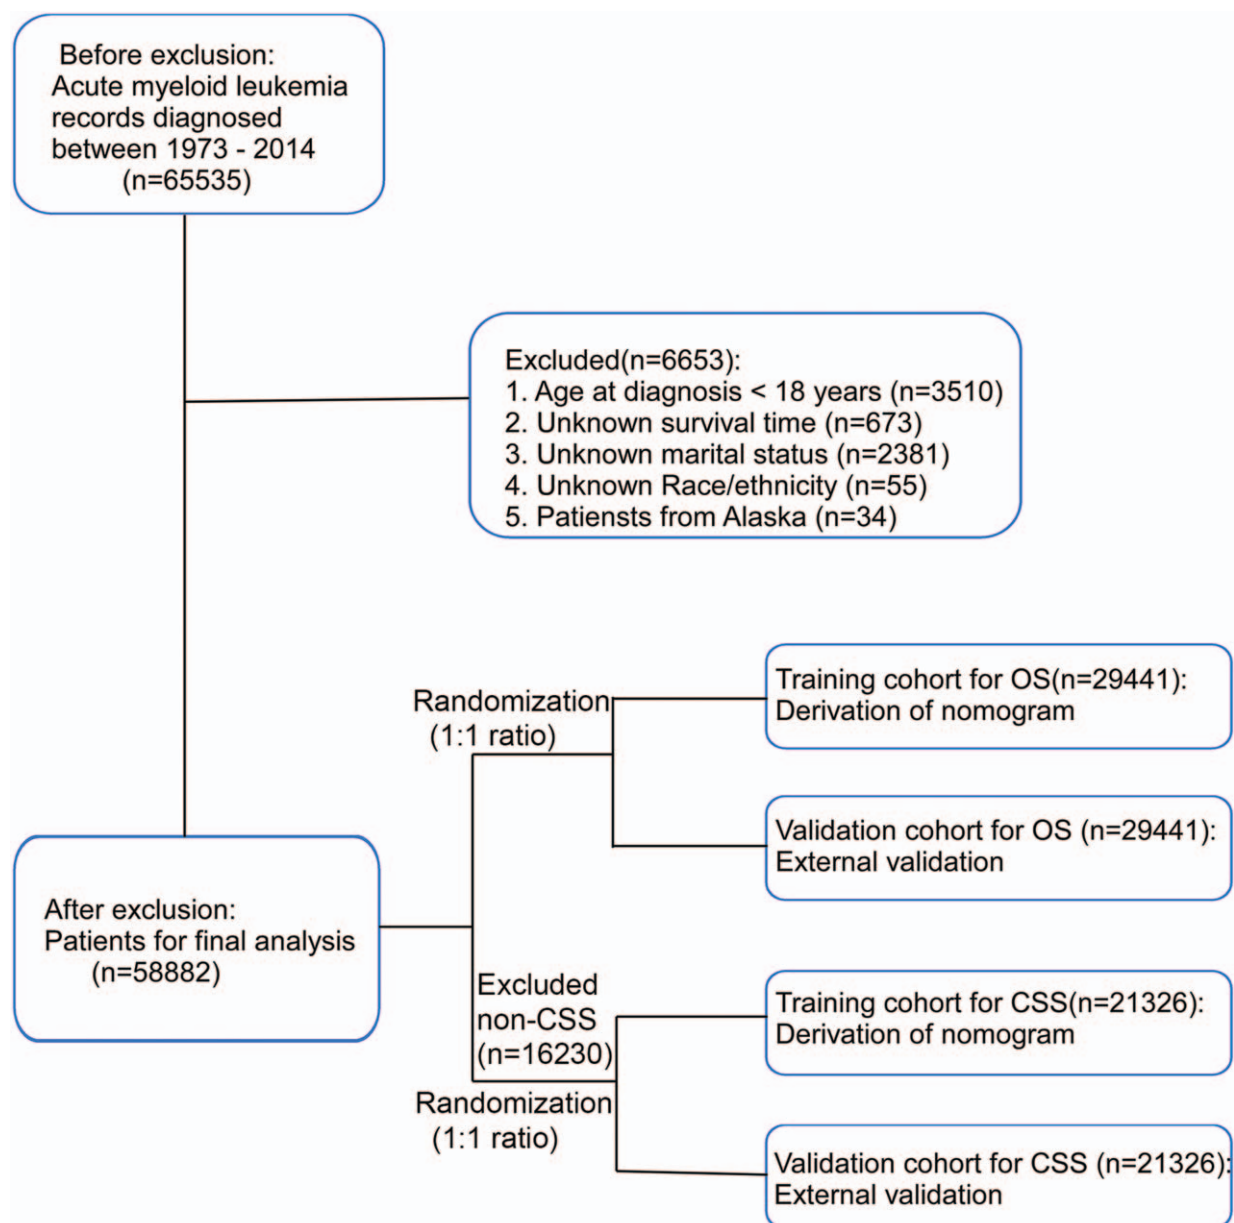 Before exclusion:
Acute myeloid leukemia
records diagnosed
between 1973 - 2014
(n=65535)
Excluded(n=6653):
1. Age at diagnosis < 18 years (n=3510)
2. Unknown survival time (n=673)
3. Unknown marital status (n=2381)
4. Unknown Race/ethnicity (n=55)
5. Patiensts from Alaska (n=34)
After exclusion:
Patients for final analysis
(n=58882)
Randomization
(1:1 ratio)
Training cohort for OS(n=29441):
Derivation of nomogram
Validation cohort for OS (n=29441):
External validation
Excluded
non-CSS
(n=16230)
Randomization
(1:1 ratio)
Training cohort for CSS(n=21326):
Derivation of nomogram
Validation cohort for CSS (n=21326):
External validation